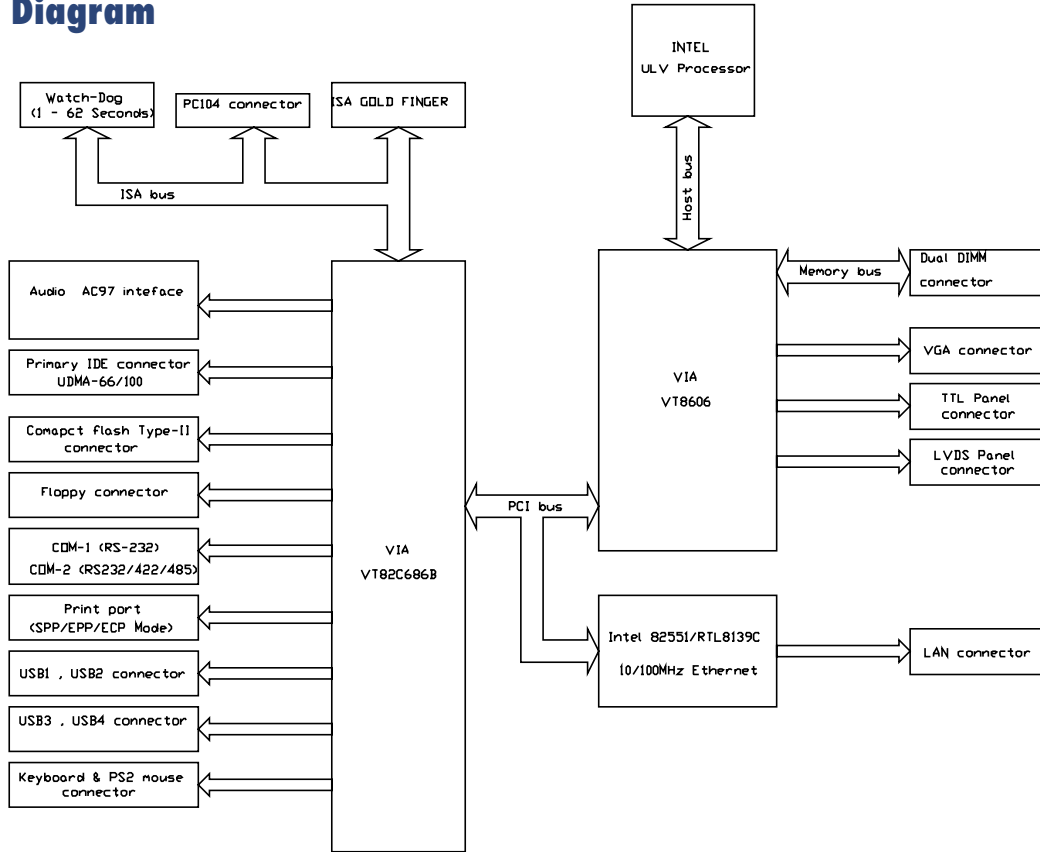 Diagram
INTEL
ULV Processor
Watch-Dog
(1 - 62 Seconds)
PC104 connector
ISA GOLD FINGER
ISA bus
Host bus
Audio AC97 inteface
Primary IDE connector
UDMA-66/100
Comapct flash Type-II
connector
Floppy connector
COM-1 (RS-232)
COM-2 (RS232/422/485)
Print port
(SPP/EPP/ECP Mode)
USB1 , USB2 connector
USB3 , USB4 connector
Keyboard & PS2 mouse
connector
VIA
VT82C686B
PCI bus
VIA
VT8606
Memory bus
Dual DIMM
connector
VGA connector
TTL Panel
connector
LVDS Panel
connector
Intel 82551/RTL8139C
10/100MHz Ethernet
LAN connector